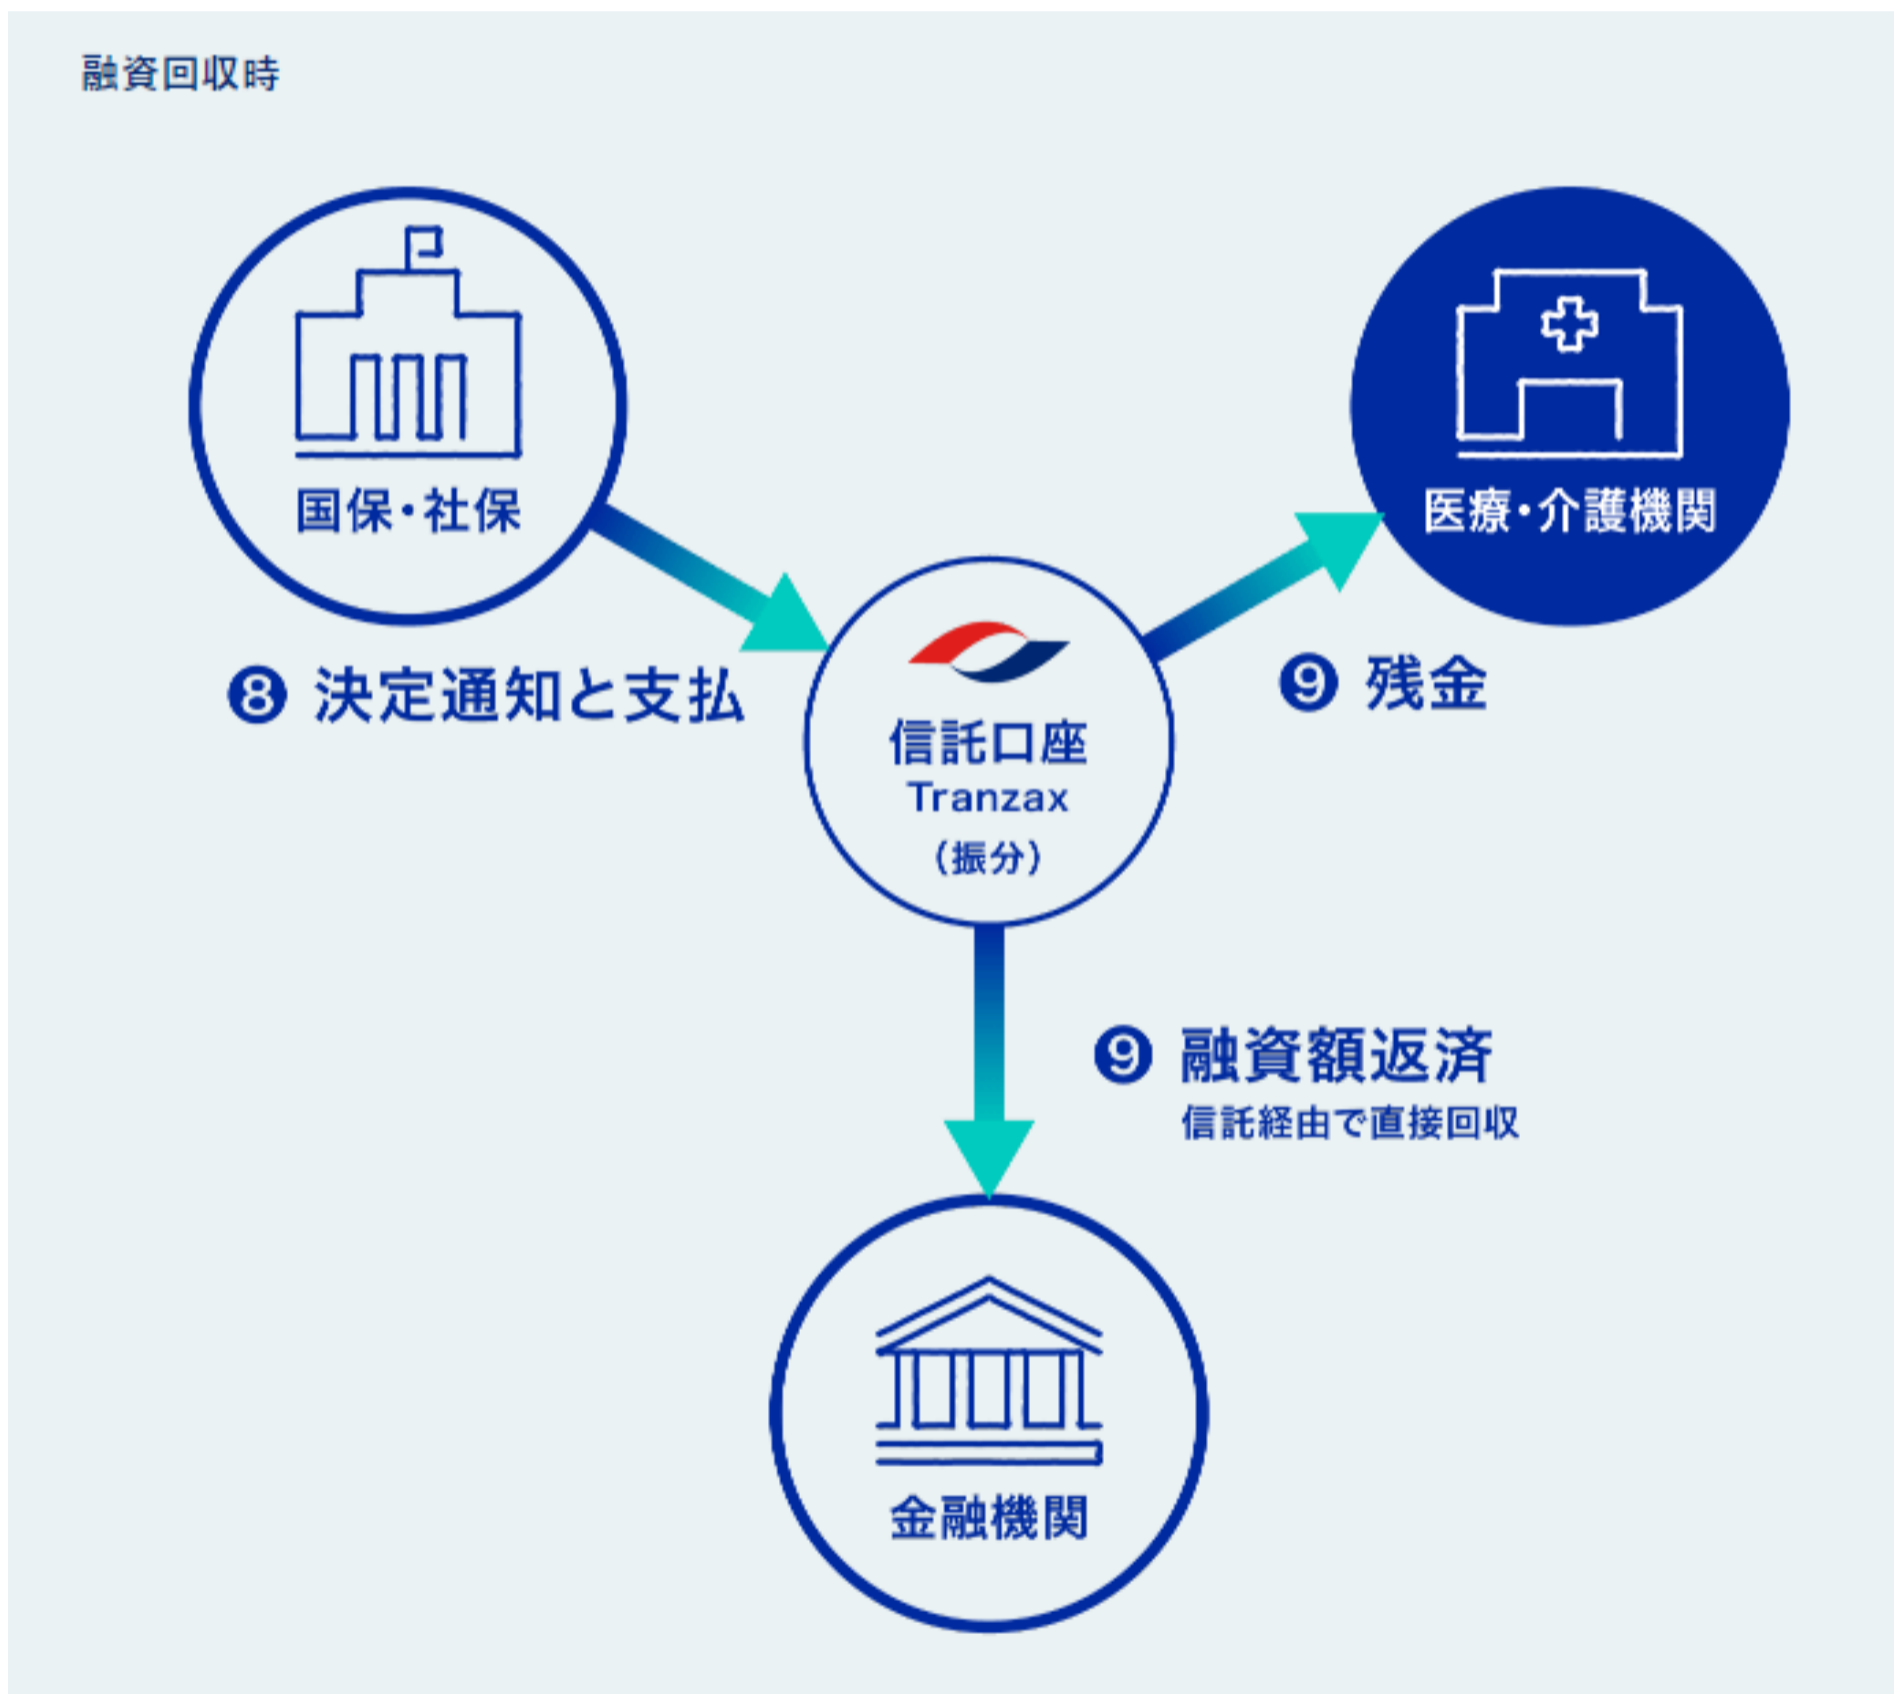 融資回収時
国保・社保
医療・介護機関
❽ 決定通知と支払
❾ 残金
信託口座
Tranzax
（振分）
❾ 融資額返済
信託経由で直接回収
金融機関